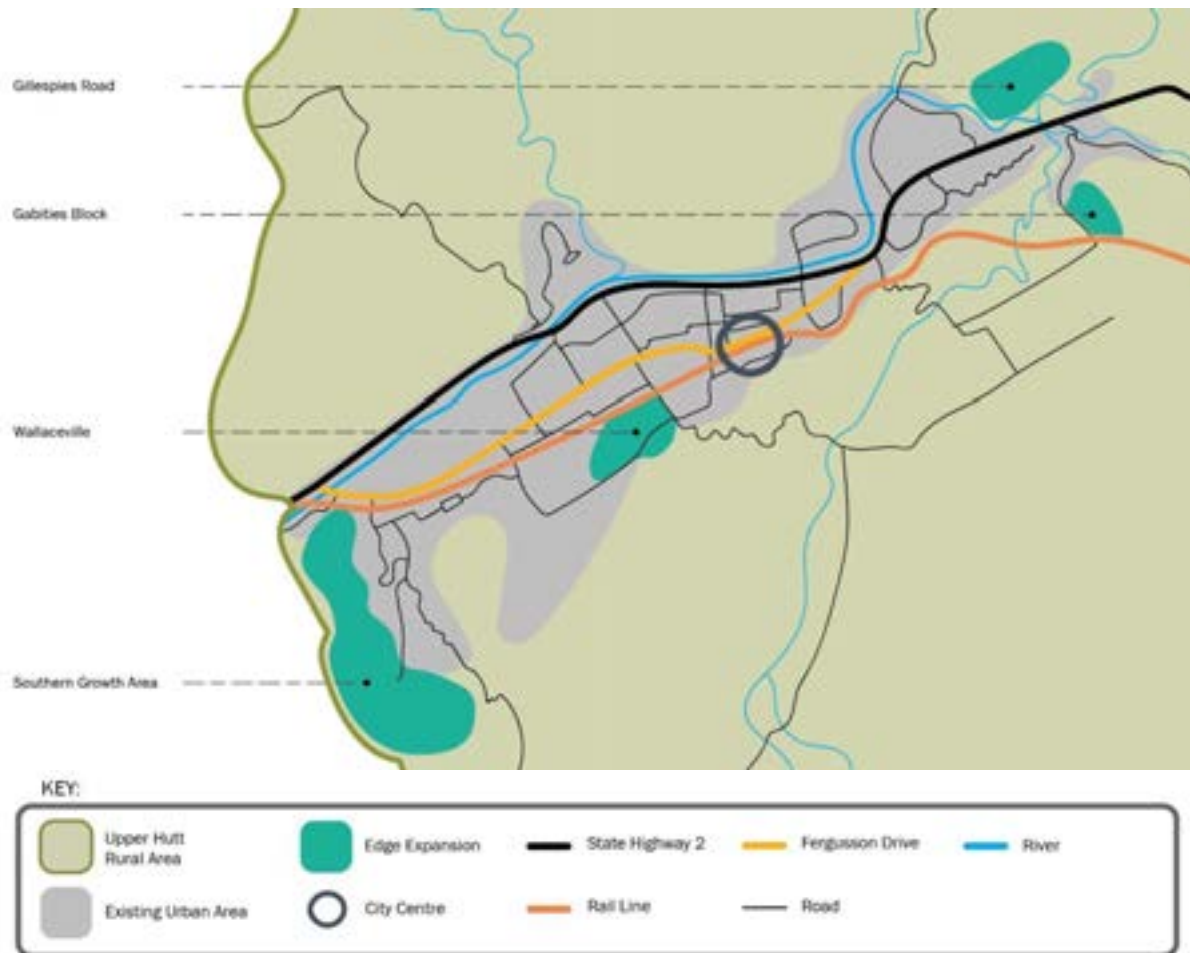 Gillespies Road
Gabities Block
Wallaceville
Southern Growth Area
KEY:
Upper Hutt
Rural Area
Edge Expansion
State Highway 2
Fergusson Drive
River
Existing Urban Area
City Centre
Rail Line
Road